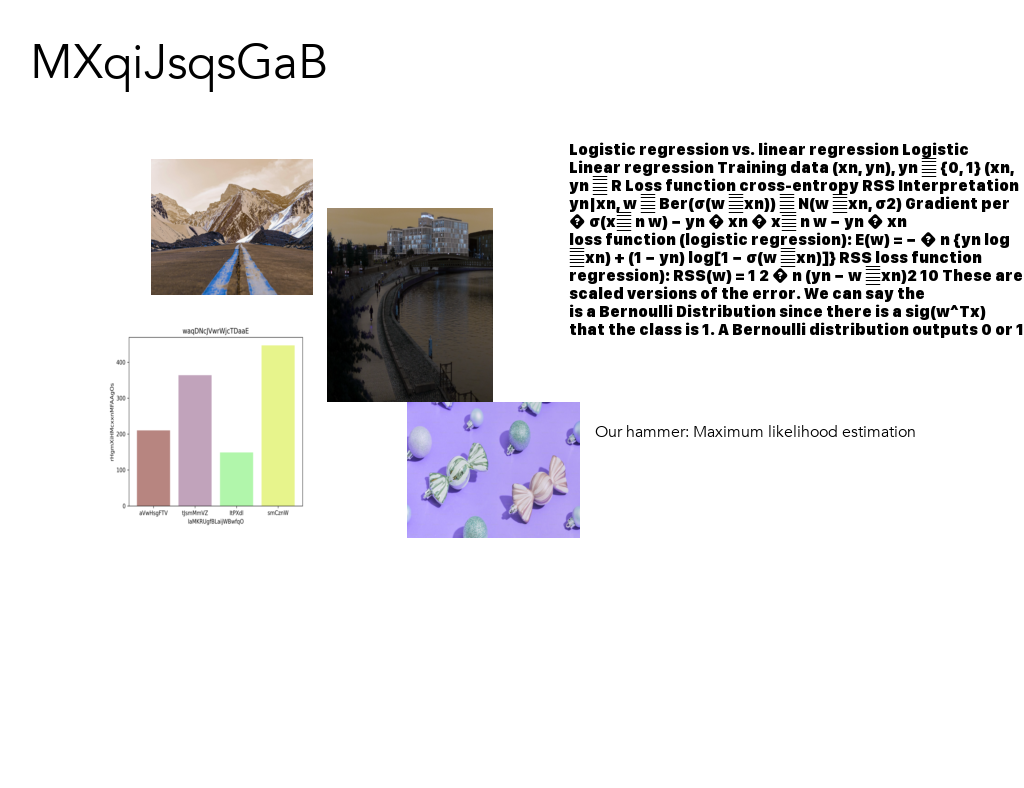 MXqiJsqsGaB
Logistic regression vs. linear regression Logistic
Linear regression Training data (xn, yn), yn {0, 1} (xn,
yn R Loss function cross-entropy RSS Interpretation
yn|xn, w Ber(σ(w xn)) N(w xn, σ2) Gradient per
� σ(x n w) − yn � xn � x n w − yn � xn
loss function (logistic regression): E(w) = − � n {yn log
xn) + (1 − yn) log[1 − σ(w xn)]} RSS loss function
regression): RSS(w) = 1 2 � n (yn − w xn)2 10 These are
scaled versions of the error. We can say the
is a Bernoulli Distribution since there is a sig(w^Tx)
that the class is 1. A Bernoulli distribution outputs 0 or 1
waqDNcJVwrWjcTDaaE
400
300
200
100
0
aVwHsgFTV tJsmMmVZ ItPXdI smCznW
Our hammer: Maximum likelihood estimation